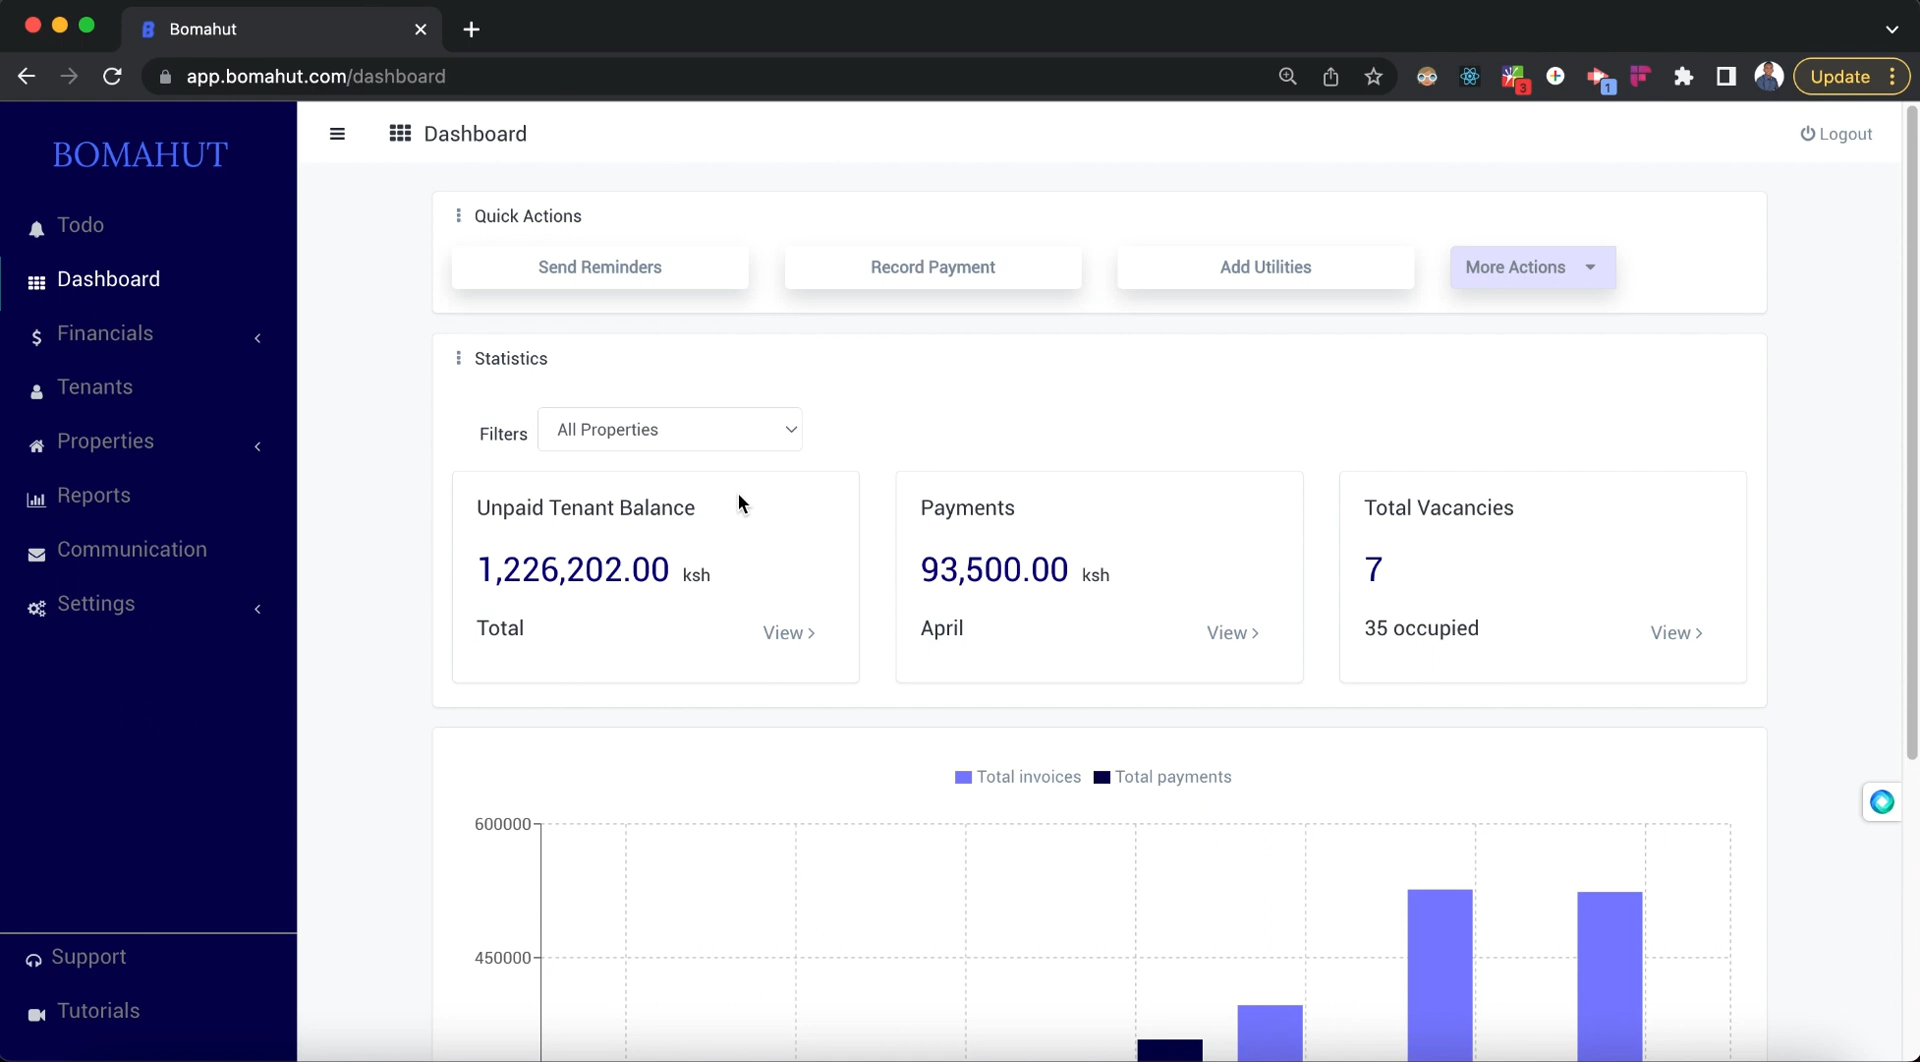 Bomahut
app.bomahut.com/dashboard
3
1
Update
BOMAHUT
Todo
Dashboard
Financials
Tenants
Properties
Reports
Communication
Settings
Support
Tutorials
Dashboard
Logout
Quick Actions
Send Reminders
Record Payment
Add Utilities
More Actions
Statistics
Filters
All Properties
Unpaid Tenant Balance
1,226,202.00 ksh
Total
View >
Payments
93,500.00 ksh
April
View >
Total Vacancies
7
35 occupied
View >
Total invoices
Total payments
600000
450000